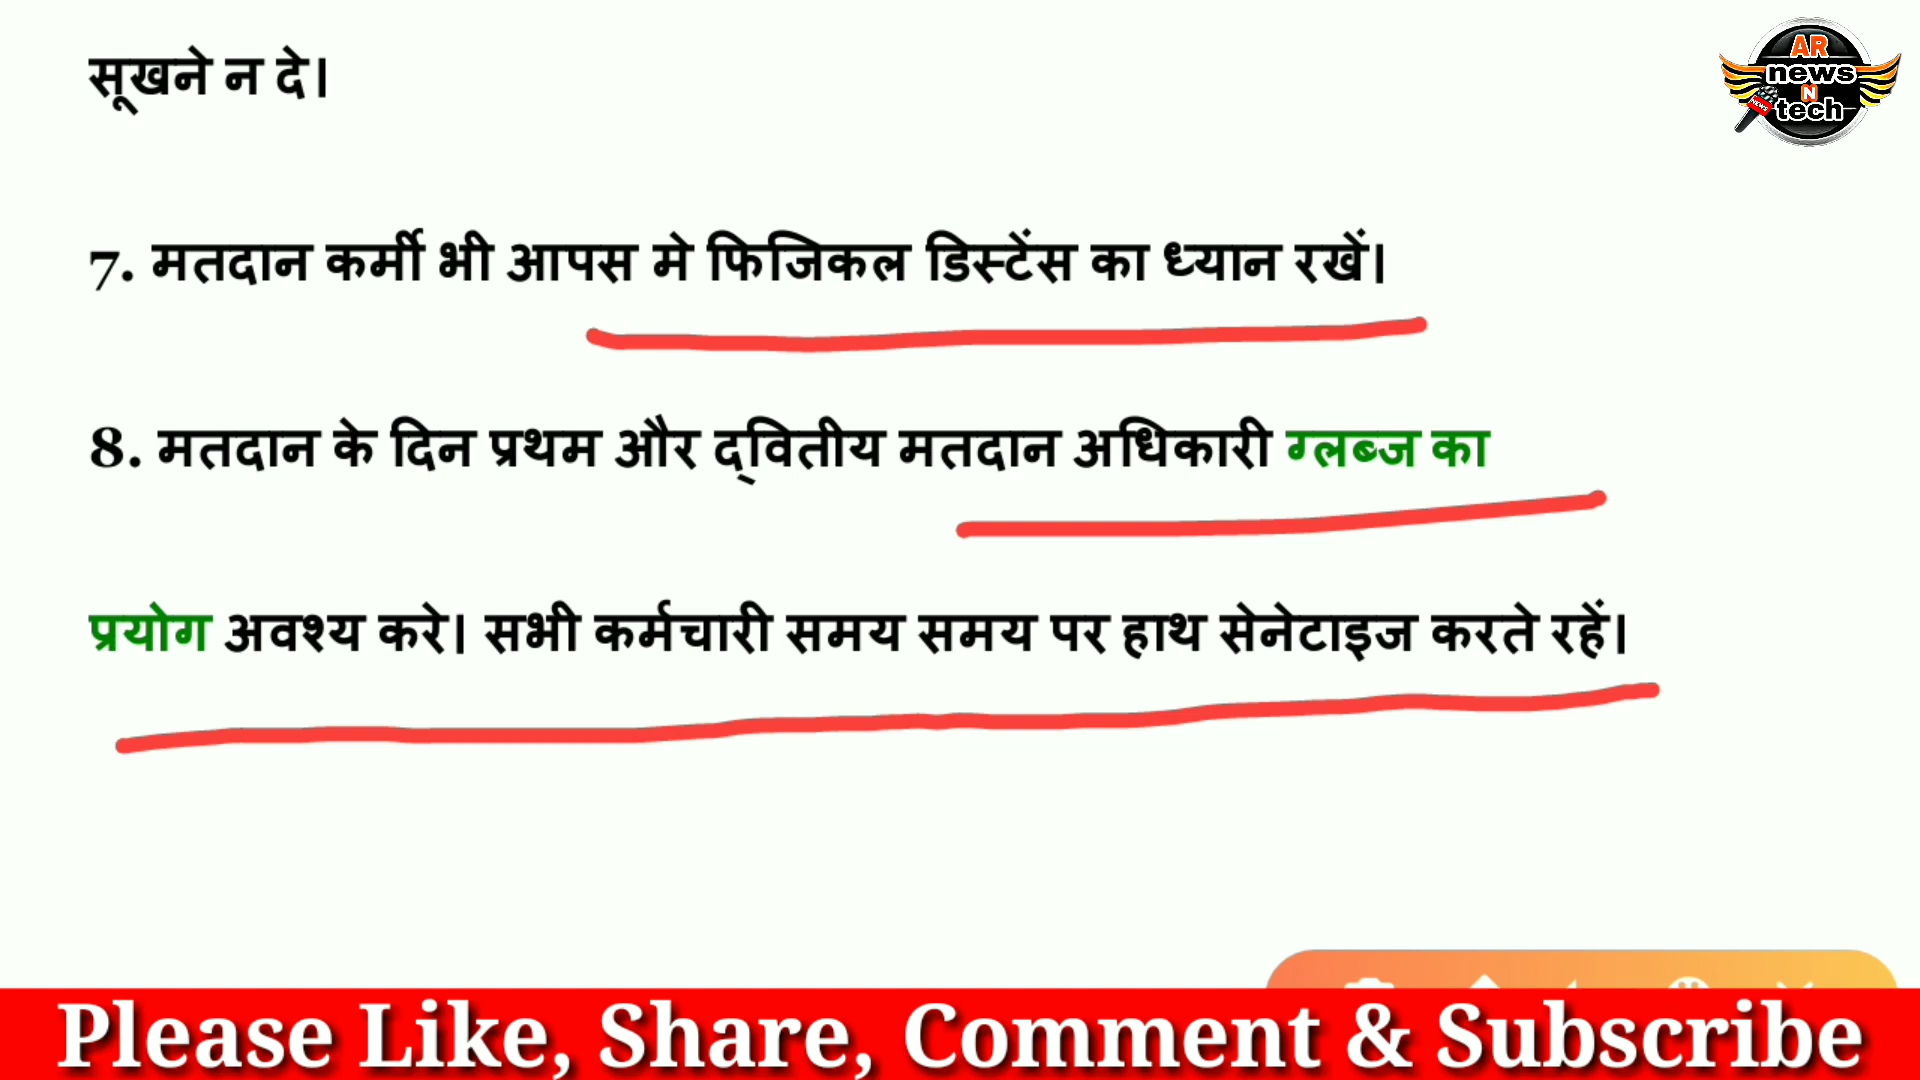 सूखने न दे।
AR
news
N
tech
NEWS
7. मतदान कर्मी भी आपस मे फिजिकल डिस्टेंस का ध्यान रखें।
8. मतदान के दिन प्रथम और द्वितीय मतदान अधिकारी ग्लब्ज का
प्रयोग अवश्य करे। सभी कर्मचारी समय समय पर हाथ सेनेटाइज करते रहें।
Please Like, Share, Comment & Subscribe